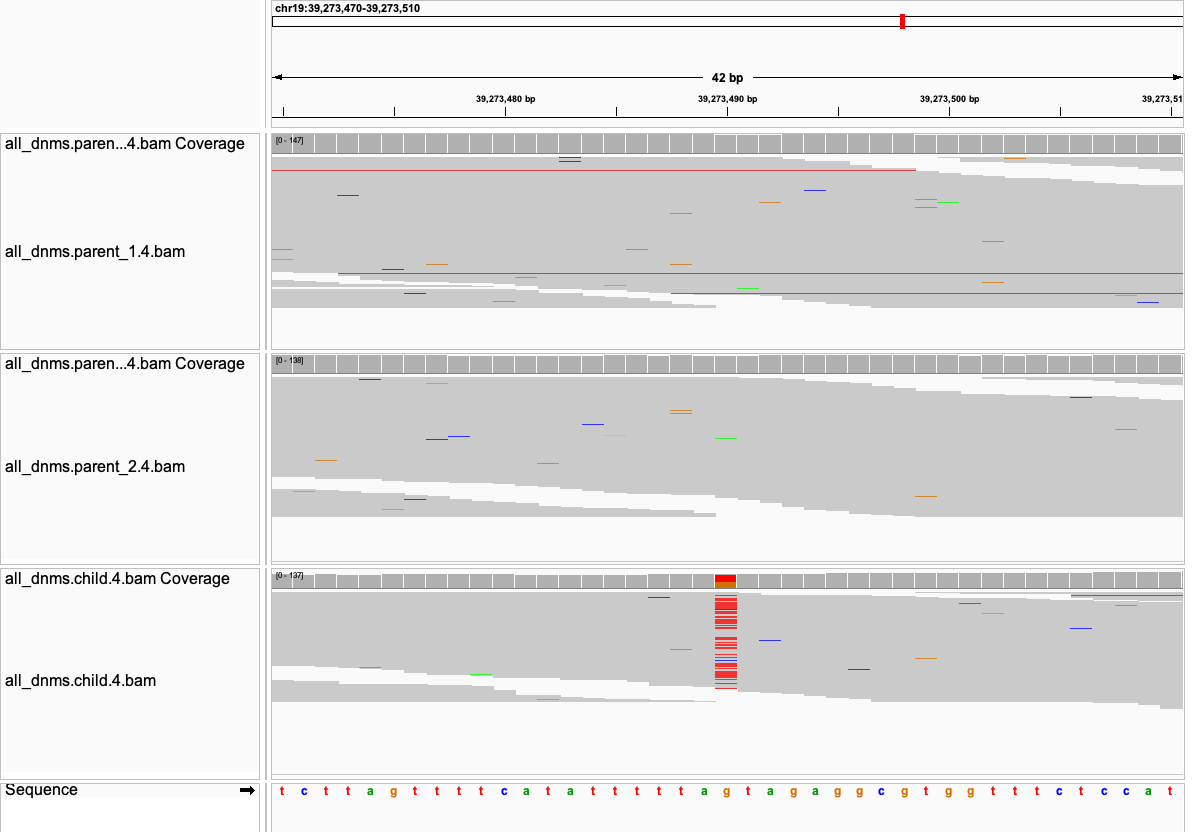 chr19:39,273,470-39,273,510
42 bp
39,273,480 bp 39,273,490 bp 39,273,500 bp 39,273,51
all_dnms.paren...4.bam Coverage [0 - 147]
all_dnms.parent_1.4.bam
all_dnms.paren...4.bam Coverage [0 - 138]
all_dnms.parent_2.4.bam
all_dnms.child.4.bam Coverage [0 - 137]
all_dnms.child.4.bam
Sequence t c t t a g t t t t c a t a t t t t t a g t a g a g g c g t g g t t t c t c c a t